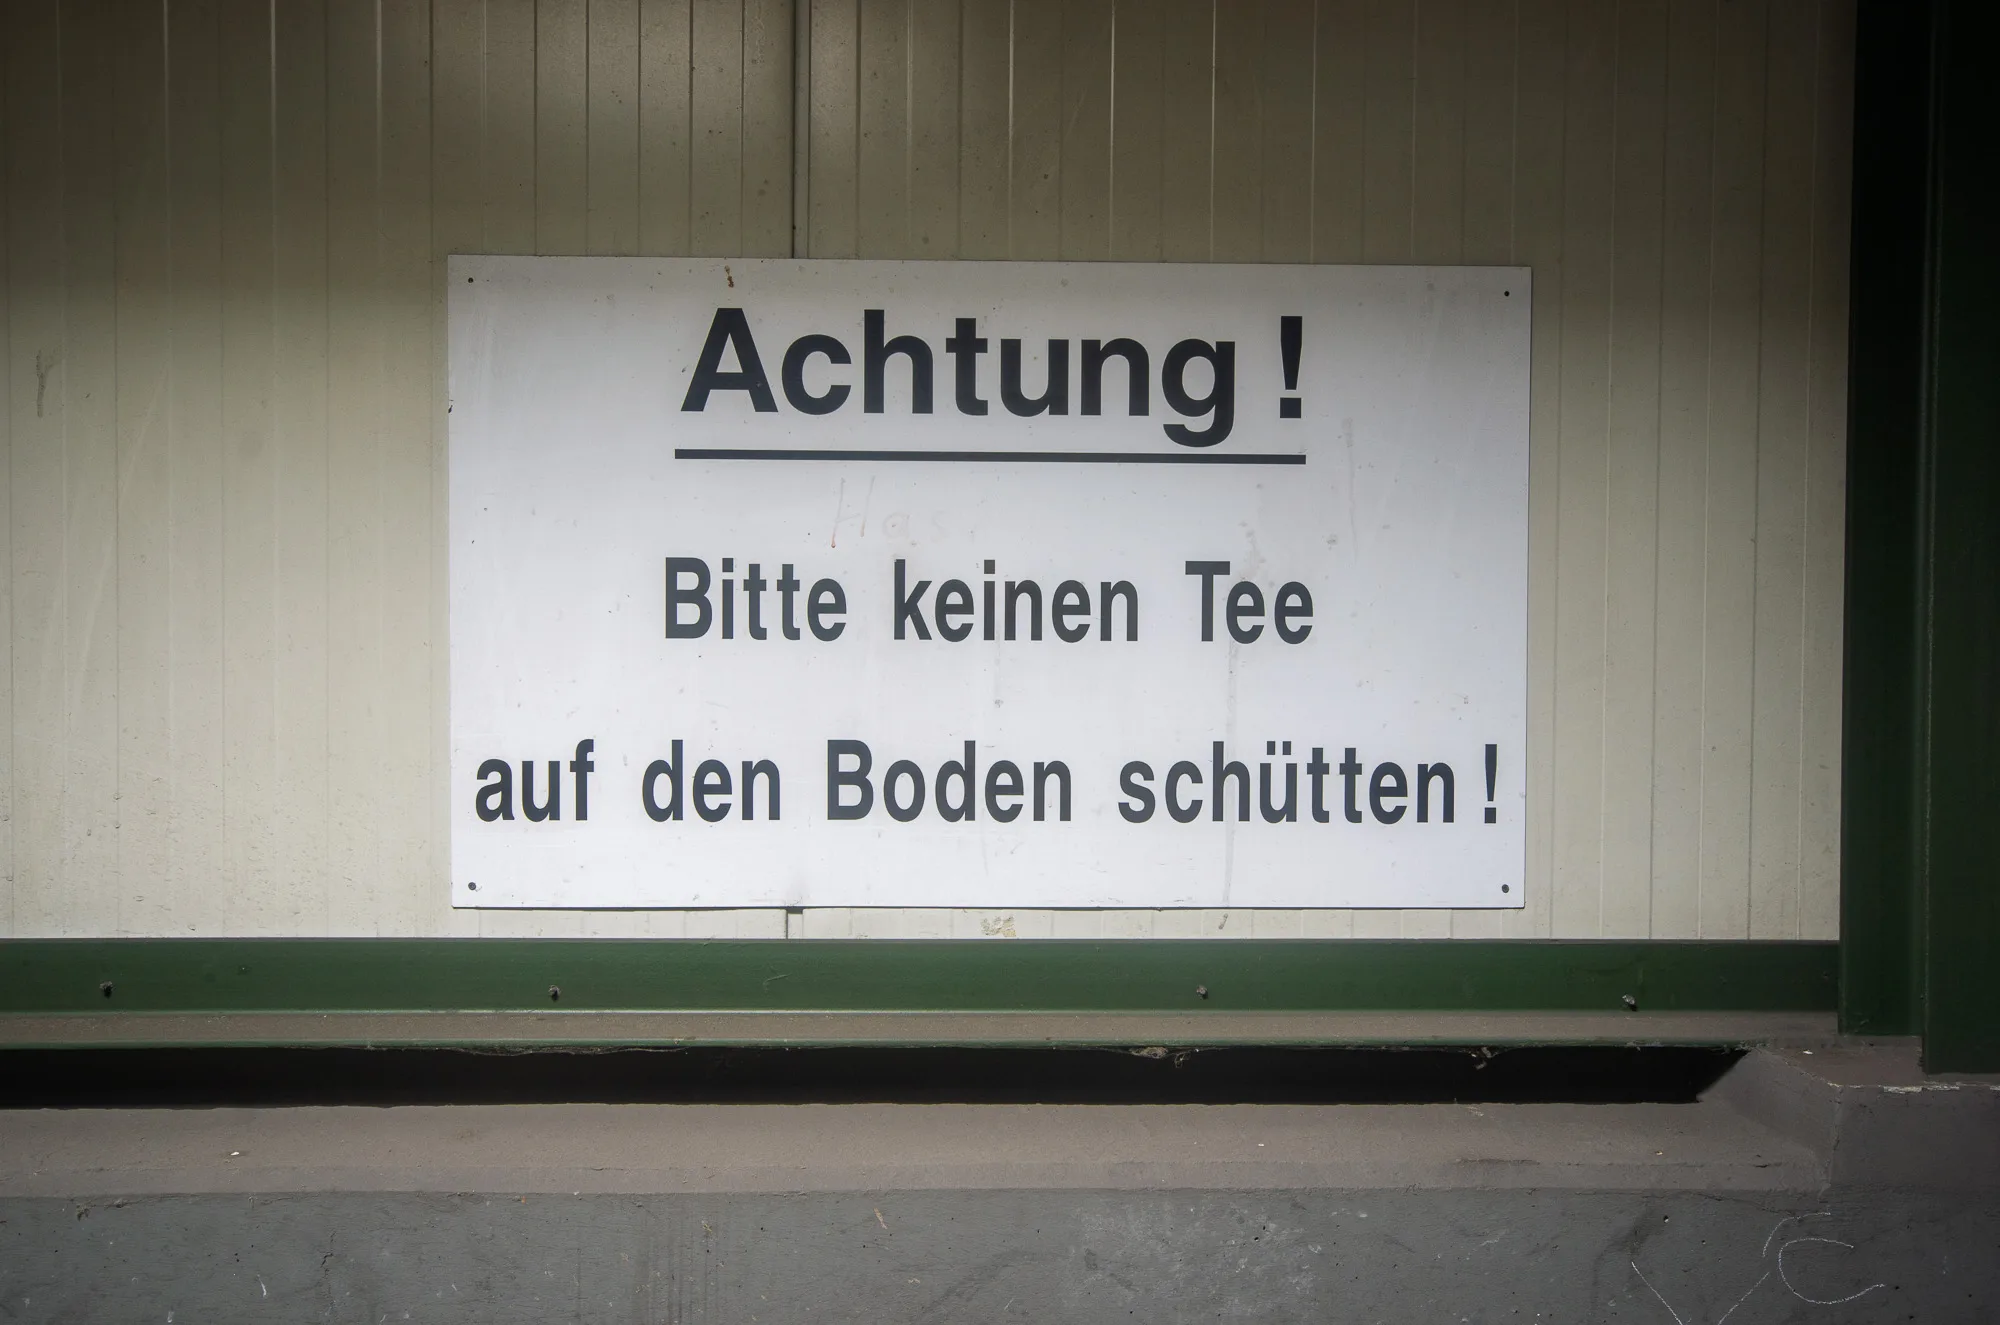 Achtung !
Bitte keinen Tee
auf den Boden schütten !